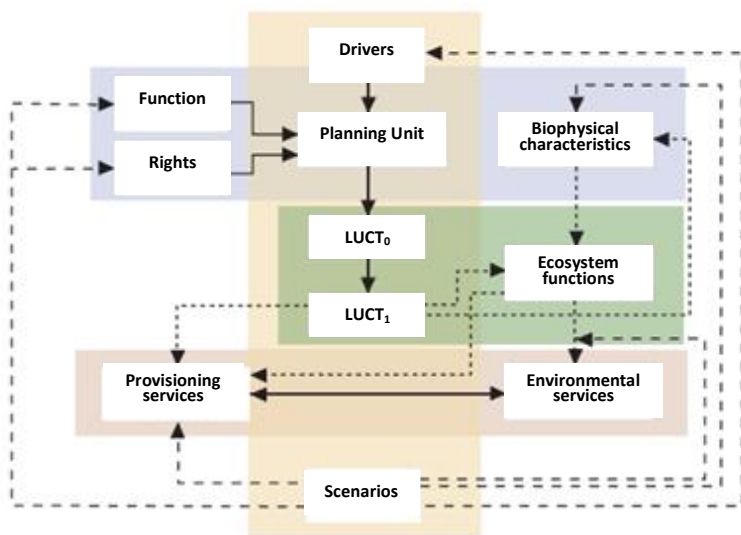 Drivers
Function
Planning Unit
Biophysical
characteristics
Rights
LUCT₀
Ecosystem
functions
LUCT₁
Provisioning
services
Environmental
services
Scenarios